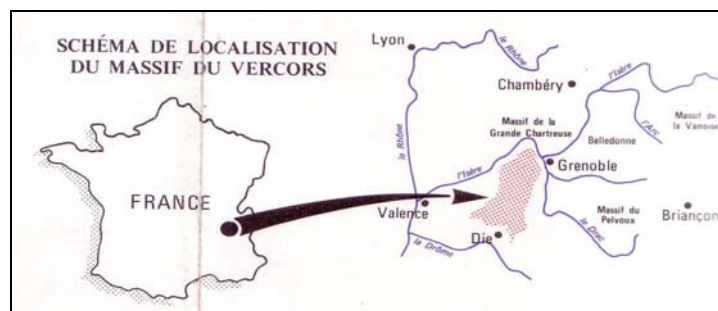 SCHÉMA DE LOCALISATION
DU MASSIF DU VERCORS
FRANCE
Lyon
le Rhône
Chambéry
l'Isère
l'Arc
Massif de
la Vanoise
Massif de la
Grande Chartreuse
Belledonne
le Rhône
l'Isère
Grenoble
Valence
Massif du
Pelvoux
Briançon
le Drac
Die
la Drôme